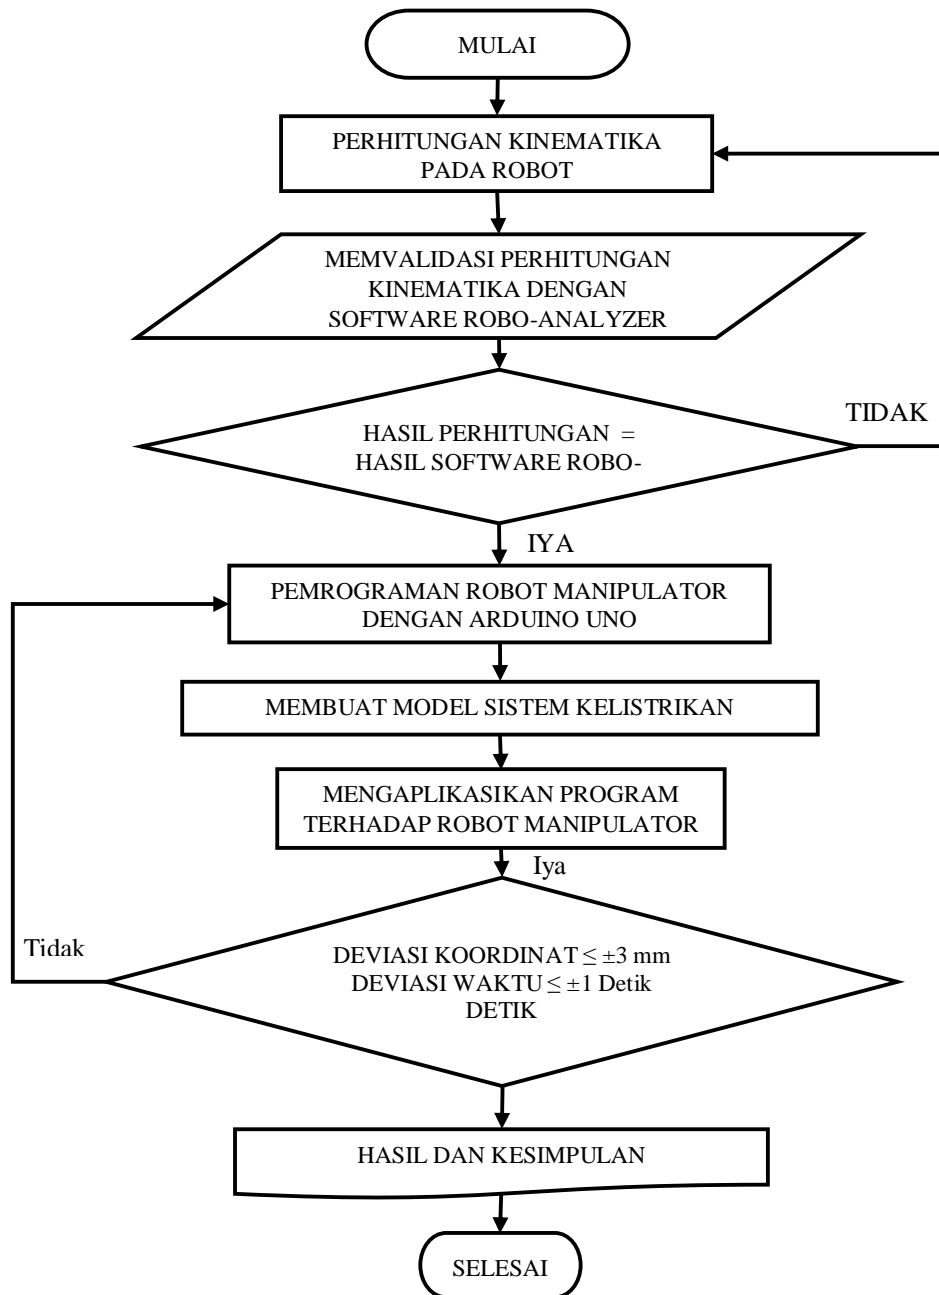 MULAI
PERHITUNGAN KINEMATIKA
PADA ROBOT
MEMVALIDASI PERHITUNGAN
KINEMATIKA DENGAN
SOFTWARE ROBO-ANALYZER
TIDAK
HASIL PERHITUNGAN =
HASIL SOFTWARE ROBO-
IYA
PEMROGRAMAN ROBOT MANIPULATOR
DENGAN ARDUINO UNO
MEMBUAT MODEL SISTEM KELISTRIKAN
MENGAPLIKASIKAN PROGRAM
TERHADAP ROBOT MANIPULATOR
Iya
Tidak
DEVIASI KOORDINAT ≤ ±3 mm
DEVIASI WAKTU ≤ ±1 Detik
DETIK
HASIL DAN KESIMPULAN
SELESAI